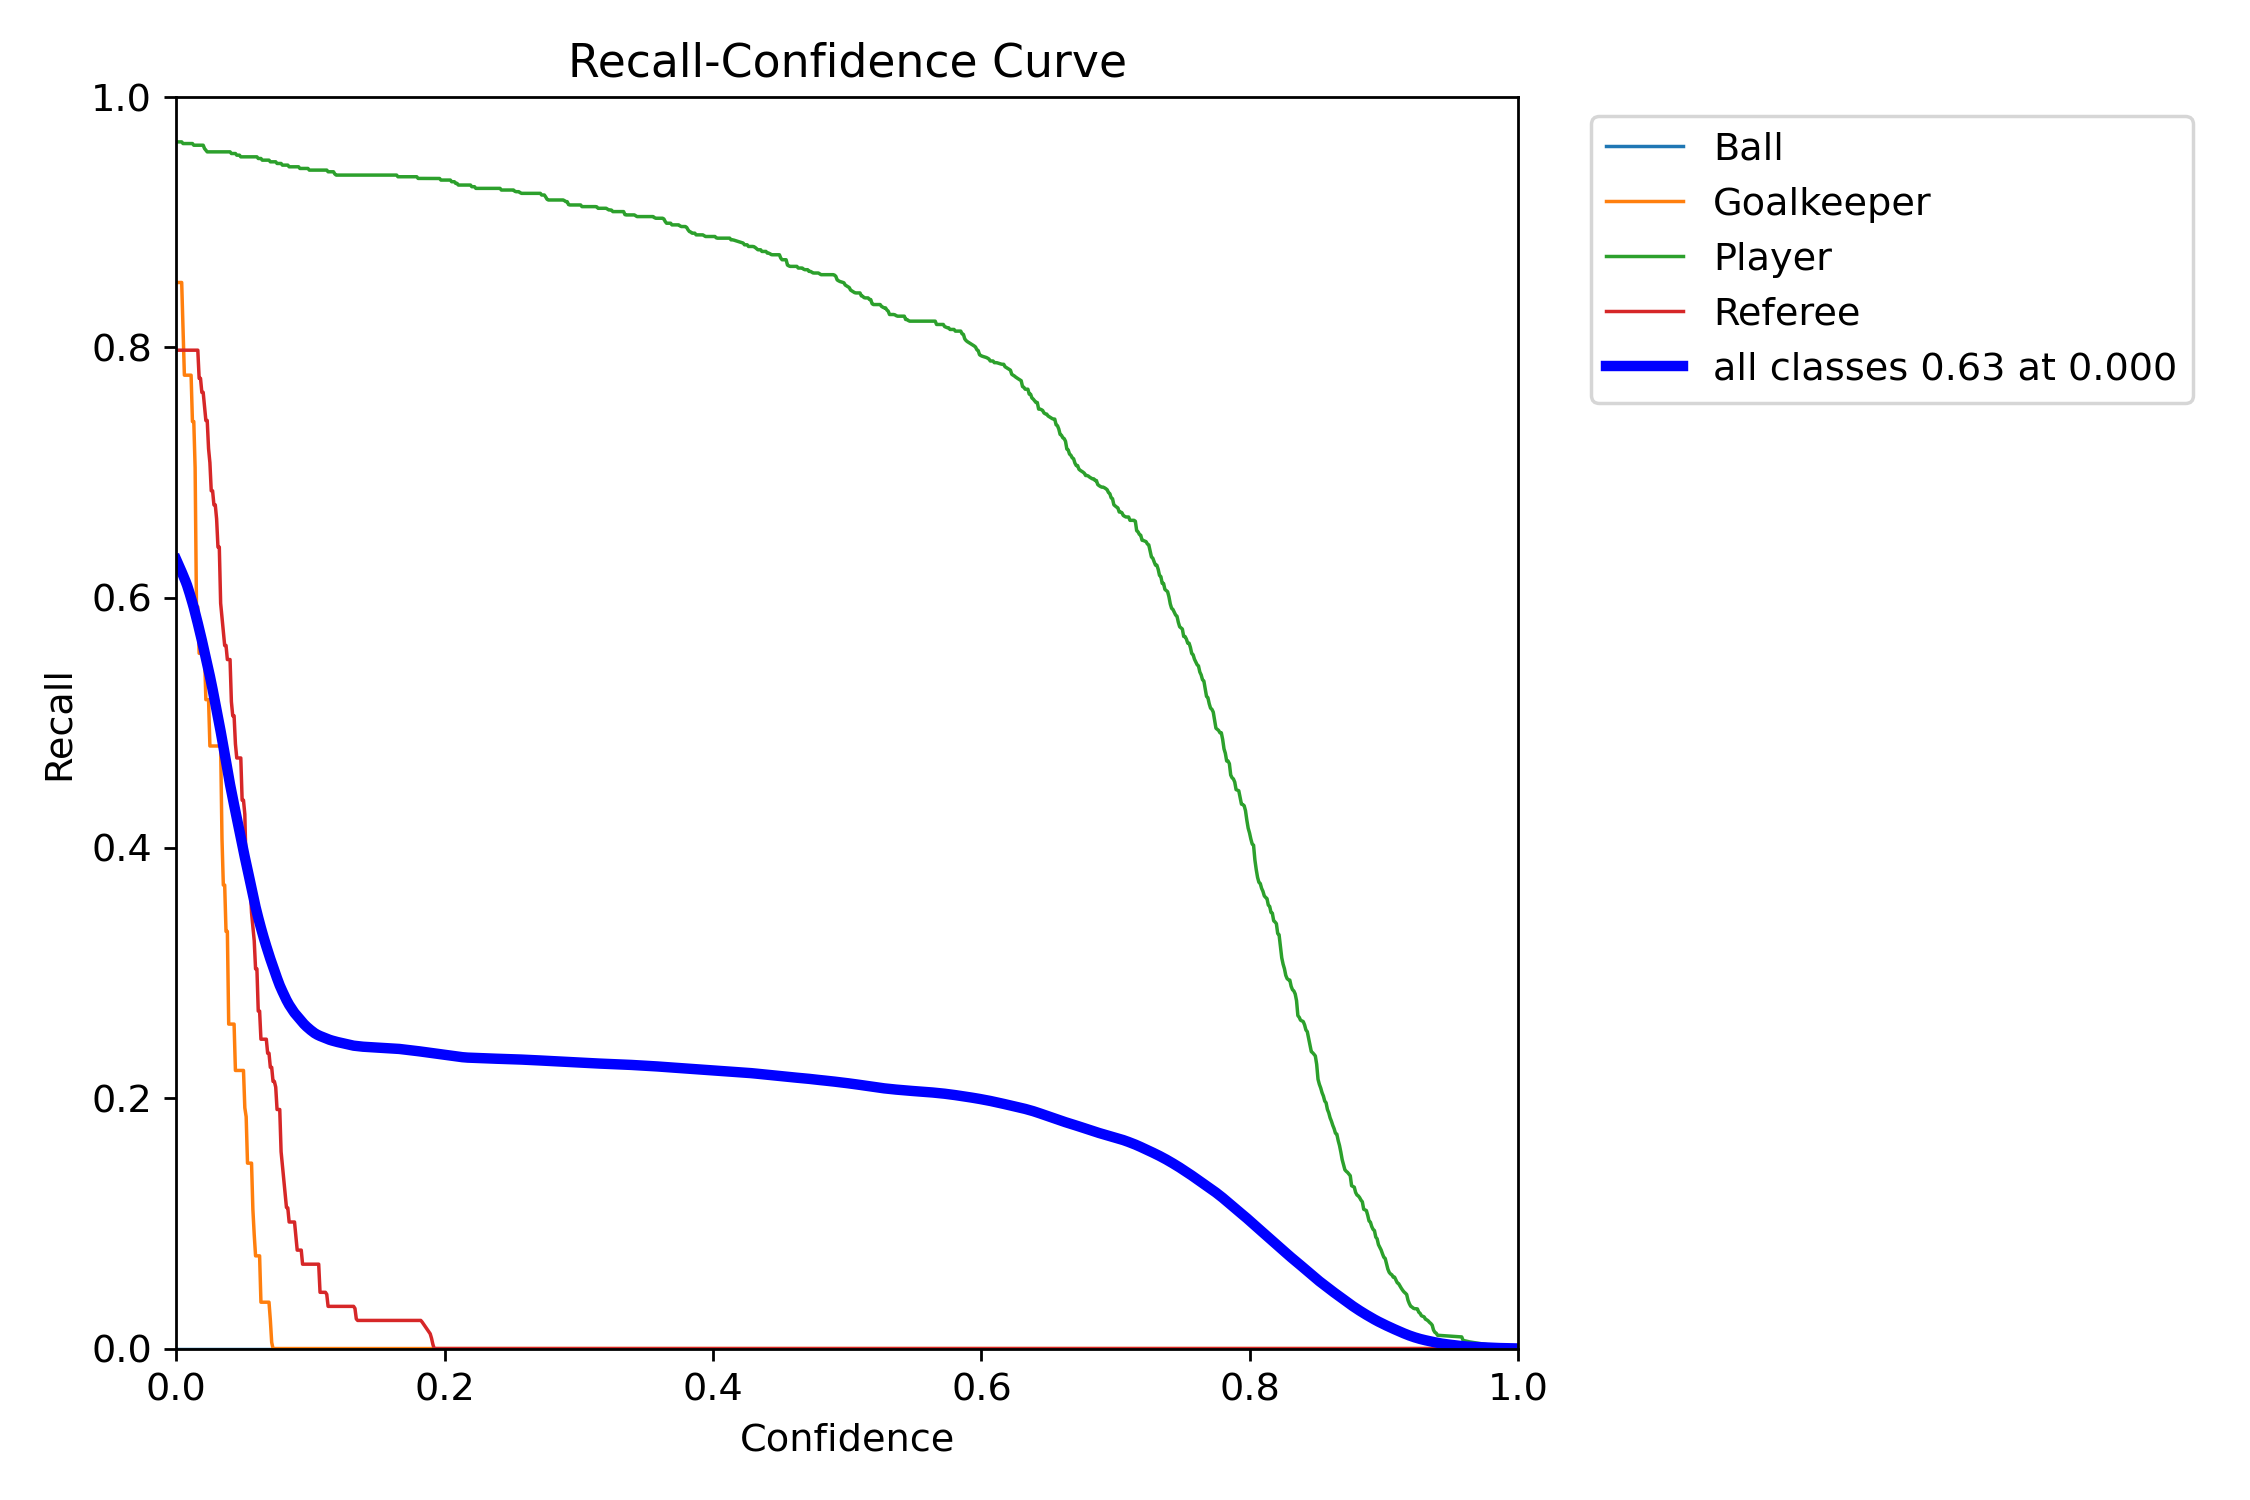 Recall-Confidence Curve
1.0
0.8
0.6
0.4
0.2
0.0
Recall
0.0 0.2 0.4 0.6 0.8 1.0
Confidence
Ball
Goalkeeper
Player
Referee
all classes 0.63 at 0.000